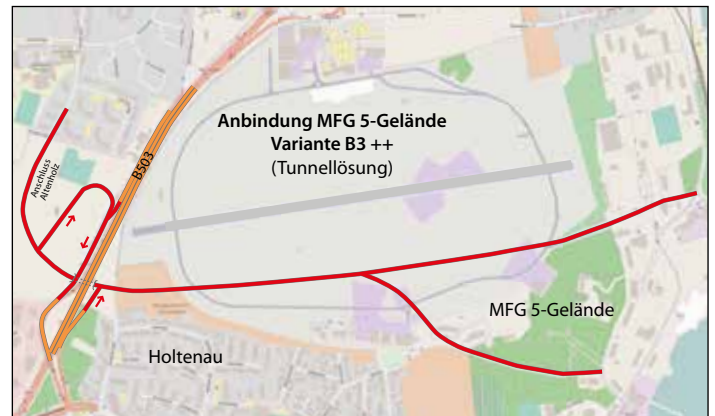 Anbindung MFG 5-Gelände
Variante B3 ++
(Tunnellösung)
B503
Anschluss
Altenholz
MFG 5-Gelände
Holtenau